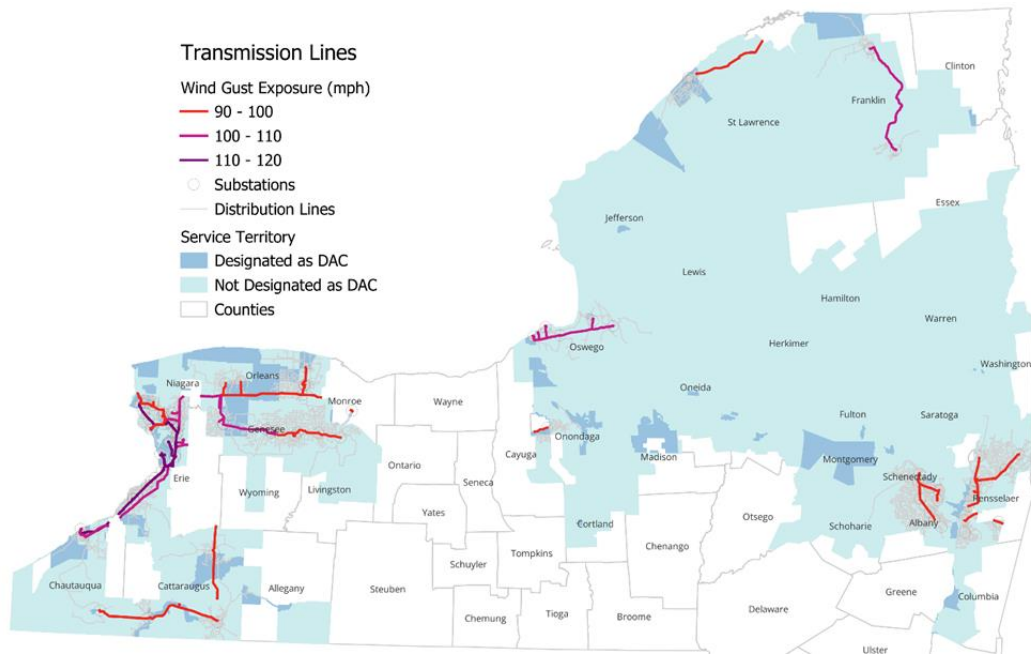 Transmission Lines
Wind Gust Exposure (mph)
90 - 100
100 - 110
110 - 120
Substations
Distribution Lines
Service Territory
Designated as DAC
Not Designated as DAC
Counties
Clinton
Franklin
St Lawrence
Essex
Jefferson
Lewis
Hamilton
Warren
Herkimer
Oswego
Washington
Oneida
Niagara
Orleans
Monroe
Wayne
Fulton
Saratoga
Genesee
Cayuga
Onondaga
Madison
Montgomery
Schenectady
Rensselaer
Erie
Wyoming
Livingston
Ontario
Seneca
Yates
Cortland
Otsego
Schoharie
Albany
Chautauqua
Cattaraugus
Allegany
Steuben
Schuyler
Tompkins
Chenango
Chemung
Tioga
Broome
Delaware
Greene
Columbia
Ulster